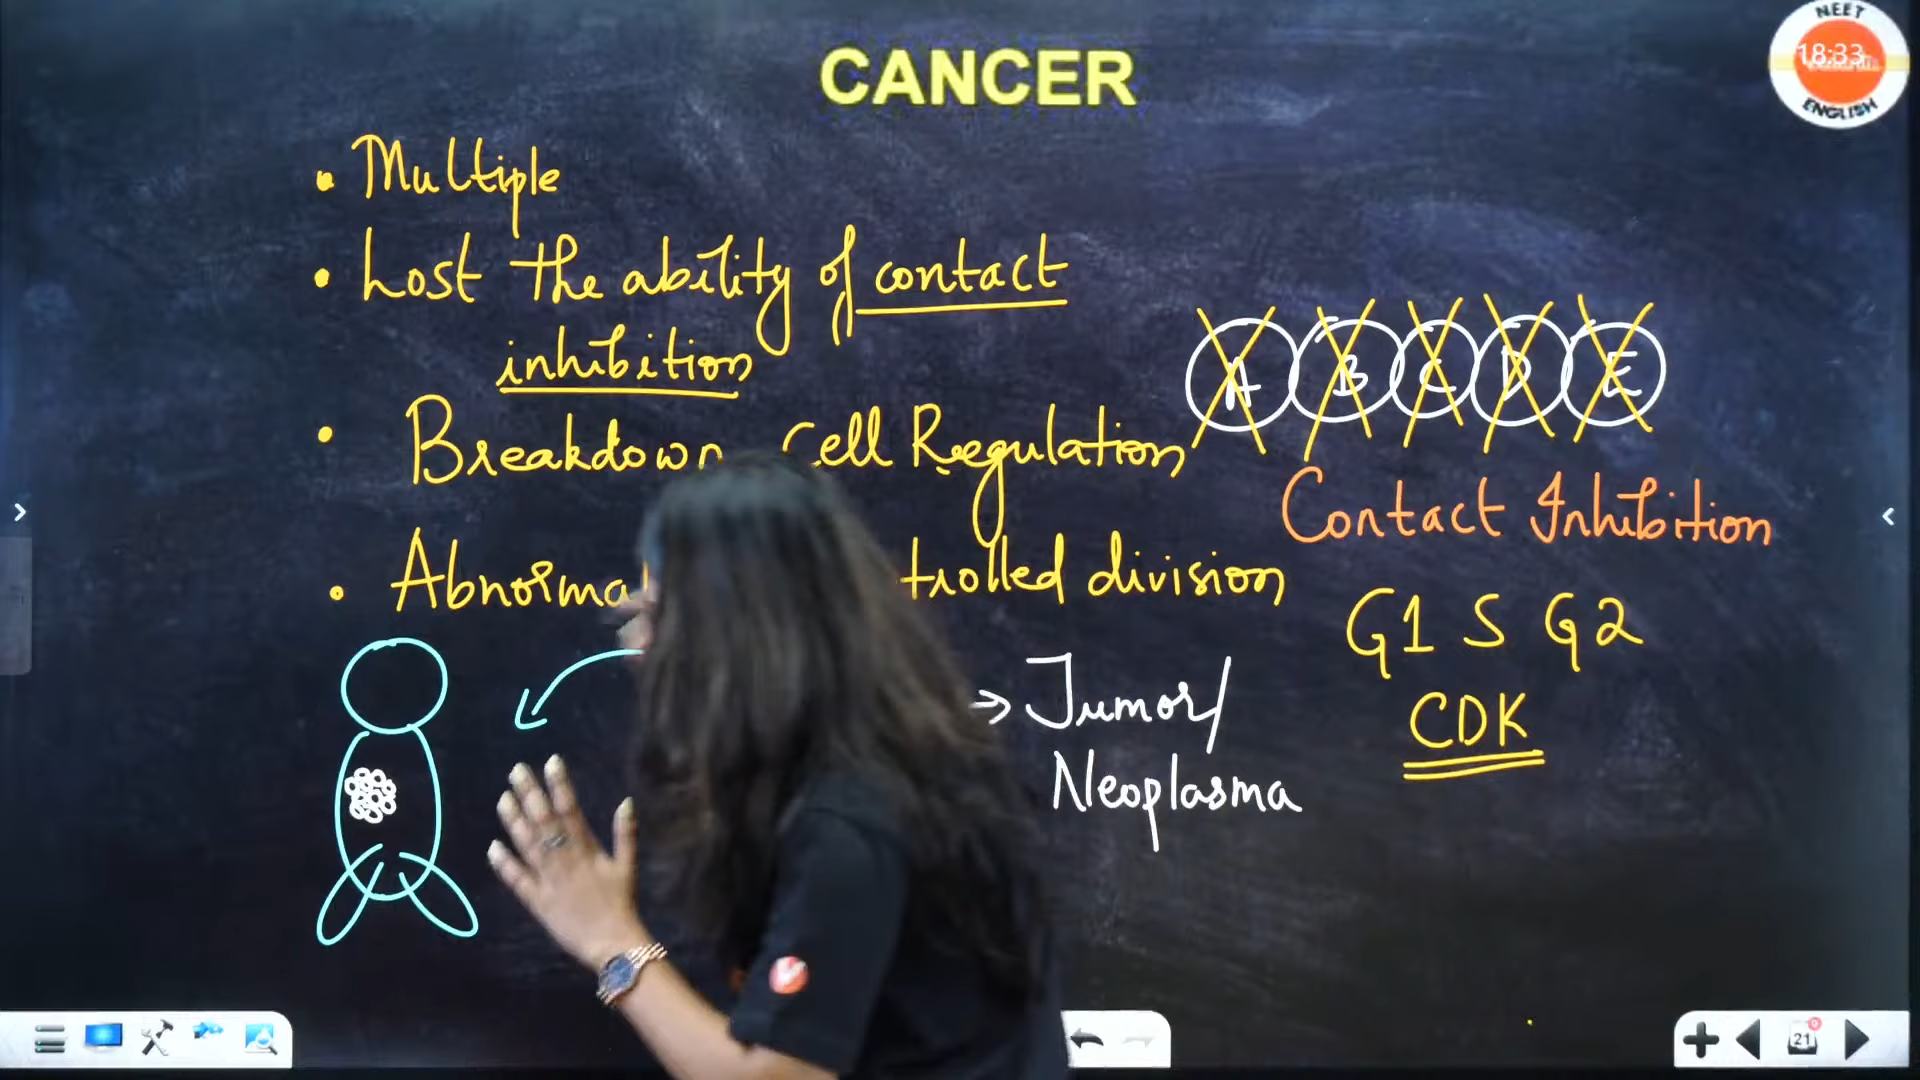 CANCER
NEET
18:33
ENGLISH
• Multiple
• Lost the ability of contact
inhibition
• Breakdown Cell Regulation
• Abnorma trolled division
A B C D E
Contact Inhibition
G1 S G2
CDK
→ Tumor/
Neoplasma
21